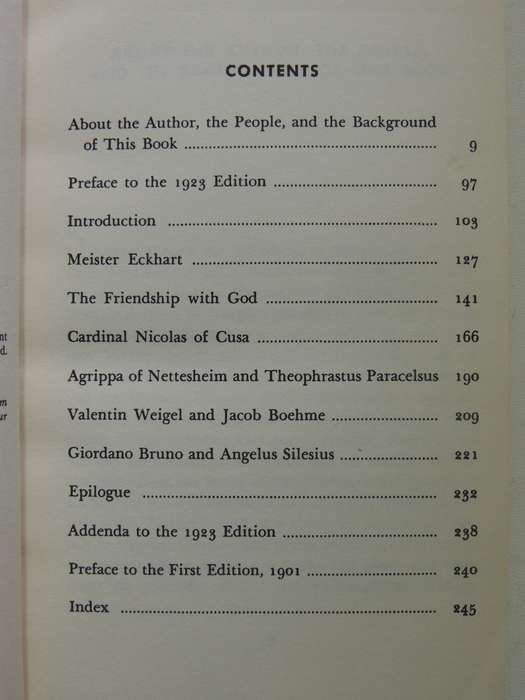 CONTENTS
About the Author, the People, and the Background
of This Book ........................................................ 9
Preface to the 1923 Edition .................................... 97
Introduction ............................................................ 103
Meister Eckhart ....................................................... 127
The Friendship with God ...................................... 141
Cardinal Nicolas of Cusa ........................................ 166
Agrippa of Nettesheim and Theophrastus Paracelsus 190
Valentin Weigel and Jacob Boehme ........................ 209
Giordano Bruno and Angelus Silesius ...................... 221
Epilogue .................................................................. 232
Addenda to the 1923 Edition .................................. 238
Preface to the First Edition, 1901 ............................. 240
Index ....................................................................... 245